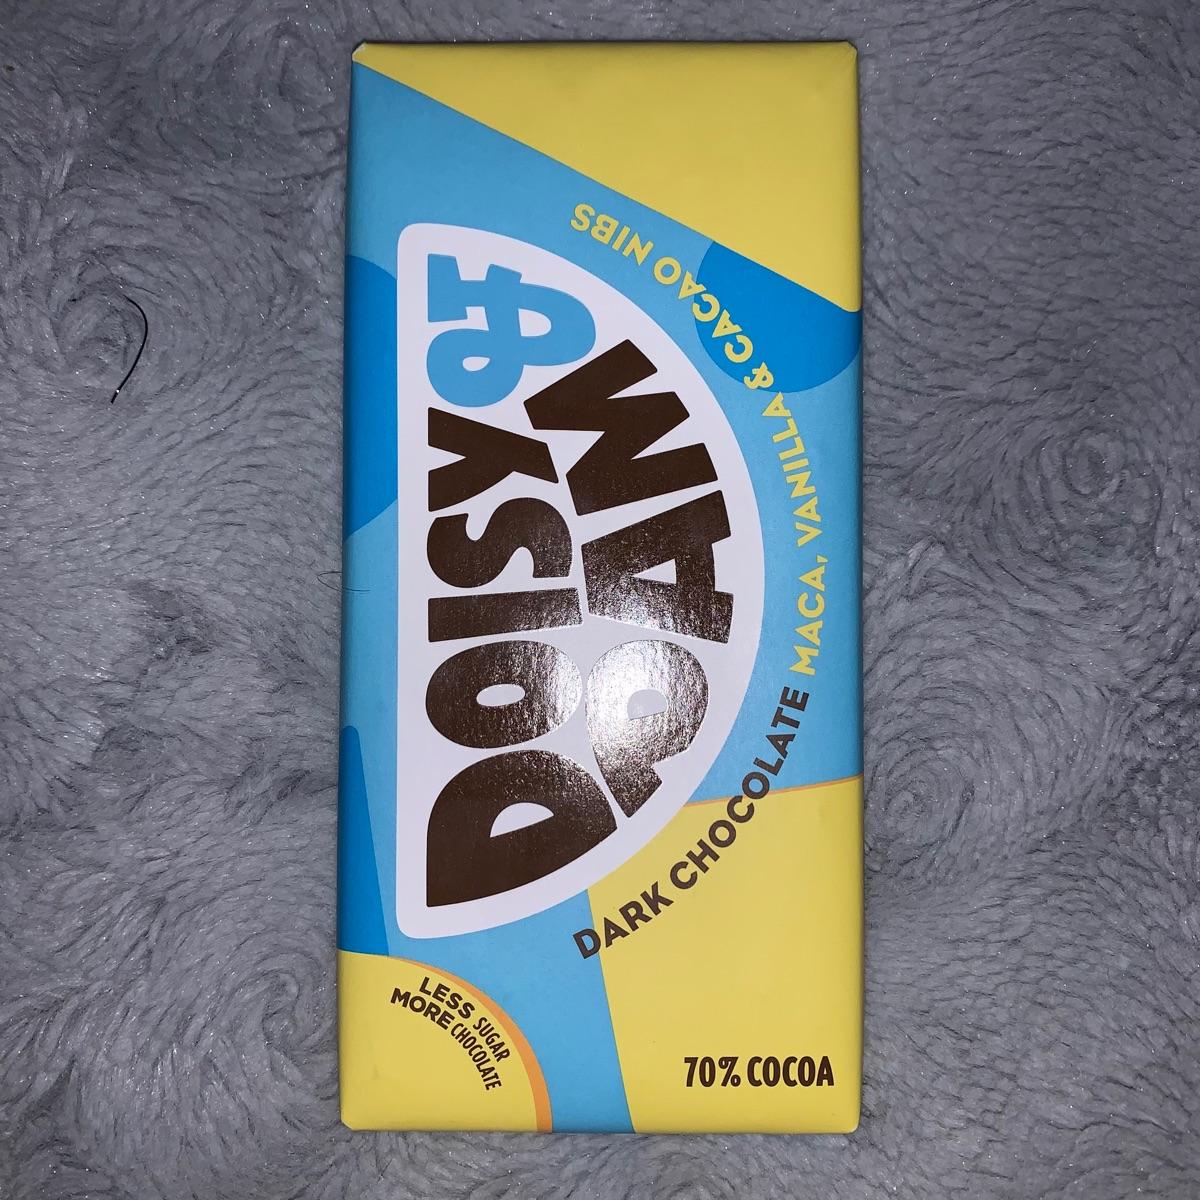 DOISY &
DAM
DARK CHOCOLATE MACA, VANILLA & CACAO NIBS
LESS SUGAR
MORE CHOCOLATE
70% COCOA